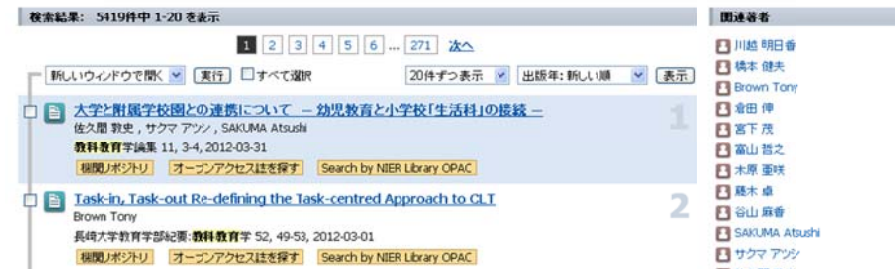 検索結果: 5419件中 1-20 を表示
1 2 3 4 5 6 ... 271 次へ
新しいウィンドウで開く 実行 すべて選択 20件ずつ表示 出版年:新しい順 表示
大学と附属学校園との連携について - 幼児教育と小学校「生活科」の接続 -
1
佐久間 敦史 , サクマ アツシ , SAKUMA Atsushi
教科教育学論集 11, 3-4, 2012-03-31
機関リポジトリ オープンアクセス誌を探す Search by NIER Library OPAC
Task-in, Task-out Re-defining the Task-centred Approach to CLT
2
Brown Tony
長崎大学教育学部紀要:教科教育学 52, 49-53, 2012-03-01
機関リポジトリ オープンアクセス誌を探す Search by NIER Library OPAC
関連著者
川越 明日香
橋本 健夫
Brown Tony
倉田 伸
宮下 茂
富山 哲之
木原 亜咲
藤木 卓
谷山 麻香
SAKUMA Atsushi
サクマ アツシ